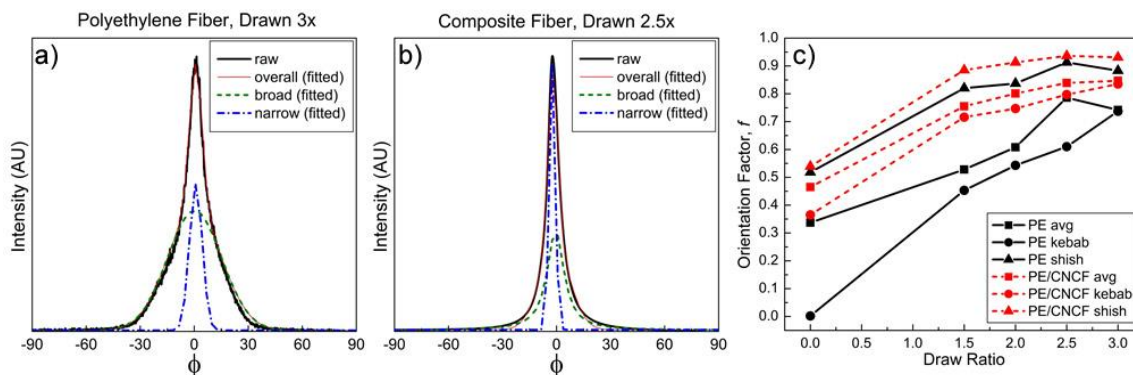 Polyethylene Fiber, Drawn 3x
a)
raw
overall (fitted)
broad (fitted)
narrow (fitted)
Intensity (AU)
-90 -60 -30 0 30 60 90
ϕ
Composite Fiber, Drawn 2.5x
b)
raw
overall (fitted)
broad (fitted)
narrow (fitted)
Intensity (AU)
-90 -60 -30 0 30 60 90
ϕ
c)
Orientation Factor, f
1.0
0.9
0.8
0.7
0.6
0.5
0.4
0.3
0.2
0.1
0.0
PE avg
PE kebab
PE shish
PE/CNCF avg
PE/CNCF kebab
PE/CNCF shish
0.0 0.5 1.0 1.5 2.0 2.5 3.0
Draw Ratio